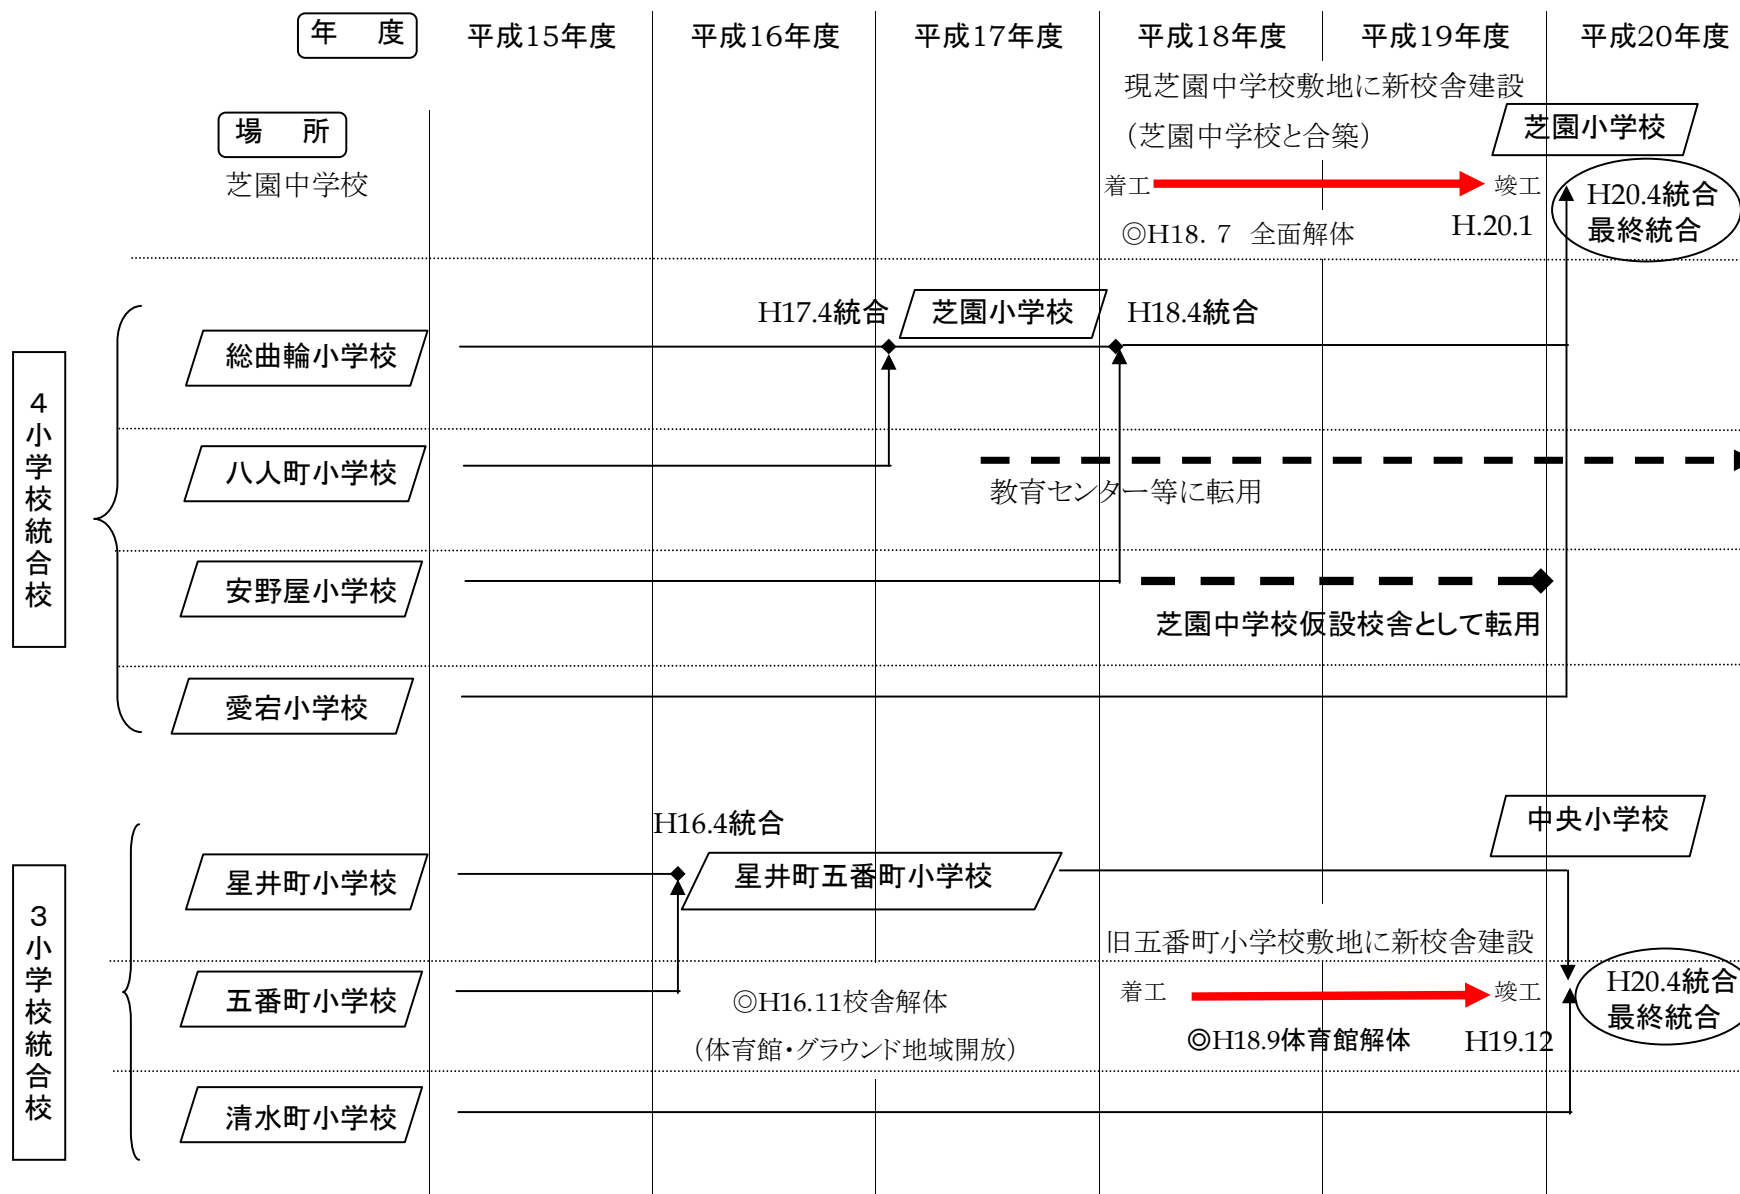 年　度
平成15年度
平成16年度
平成17年度
平成18年度
平成19年度
平成20年度
場　所
芝園中学校
現芝園中学校敷地に新校舎建設
（芝園中学校と合築）
着工
竣工
◎H18. 7　全面解体
H.20.1
芝園小学校
H20.4統合
最終統合
4小学校統合校
総曲輪小学校
H17.4統合
芝園小学校
H18.4統合
八人町小学校
教育センター等に転用
安野屋小学校
芝園中学校仮設校舎として転用
愛宕小学校
3小学校統合校
星井町小学校
H16.4統合
星井町五番町小学校
中央小学校
旧五番町小学校敷地に新校舎建設
五番町小学校
◎H16.11校舎解体
（体育館・グラウンド地域開放）
着工
竣工
◎H18.9体育館解体
H19.12
H20.4統合
最終統合
清水町小学校